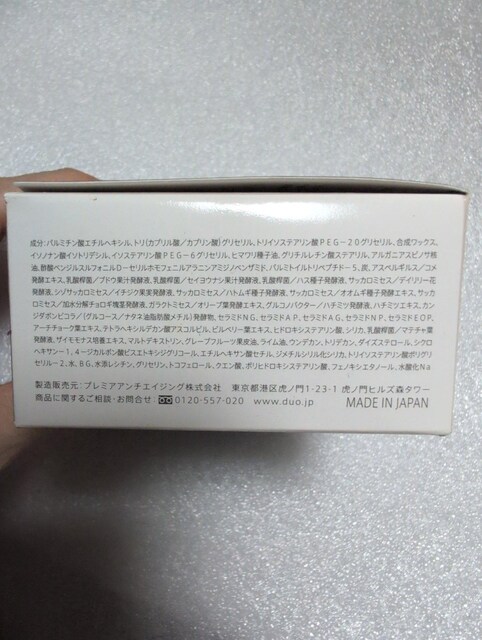 成分:パルミチン酸エチルヘキシル,トリ(カプリル酸/カプリン酸)グリセリル,トリイソステアリン酸PEG-20グリセリル,合成ワックス,
イソノナン酸イソトリデシル,イソステアリン酸PEG-6グリセリル,ヒマワリ種子油,グリチルレチン酸ステアリル,アルガニアスピノサ核
油,酢酸ベンジルスルフォニルD-セリルホモフェニルアラニンアミジノベンザミド,パルミトイルトリペプチド-5,炭,アスペルギルス/コメ
発酵エキス,乳酸桿菌/ブドウ果汁発酵液,乳酸桿菌/セイヨウナシ果汁発酵液,乳酸桿菌/ハス種子発酵液,サッカロミセス/デイリリー花
発酵液,シゾサッカロミセス/イチジク果実発酵液,サッカロミセス/ハトムギ種子発酵液,サッカロミセス/オオムギ種子発酵エキス,サッカロ
ミセス/加水分解チョロギ塊茎発酵液,ガラクトミセス/オリーブ葉発酵エキス,グルコノバクター/ハチミツ発酵液,ハチミツエキス,カン
ジダボンビコラ/(グルコース/ナタネ油脂肪酸メチル)発酵物,セラミドNG,セラミドAP,セラミドAG,セラミドNP,セラミドEOP,
アーチチョーク葉エキス,テトラヘキシルデカン酸アスコルビル,ビルベリー葉エキス,ヒドロキシステアリン酸,シリカ,乳酸桿菌/マテチャ葉
発酵液,ザイモモナス培養エキス,マルトデキストリン,グレープフルーツ果皮油,ライム油,ウンデカン,トリデカン,ダイズステロール,シクロ
ヘキサン-1,4-ジカルボン酸ビスエトキシジグリコール,エチルヘキサン酸セチル,ジメチルシリル化シリカ,トリイソステアリン酸ポリグリ
セリル-2,水,BG,水添レシチン,グリセリン,トコフェロール,クエン酸,ポリヒドロキシステアリン酸,フェノキシエタノール,水酸化Na
製造販売元:プレミアアンチエイジング株会社 東京都港区虎ノ門1-23-1 虎ノ門ヒルズ森タワー
商品に関するご相談・お問合せ 0120-557-020 www.duo.jp MADE IN JAPAN